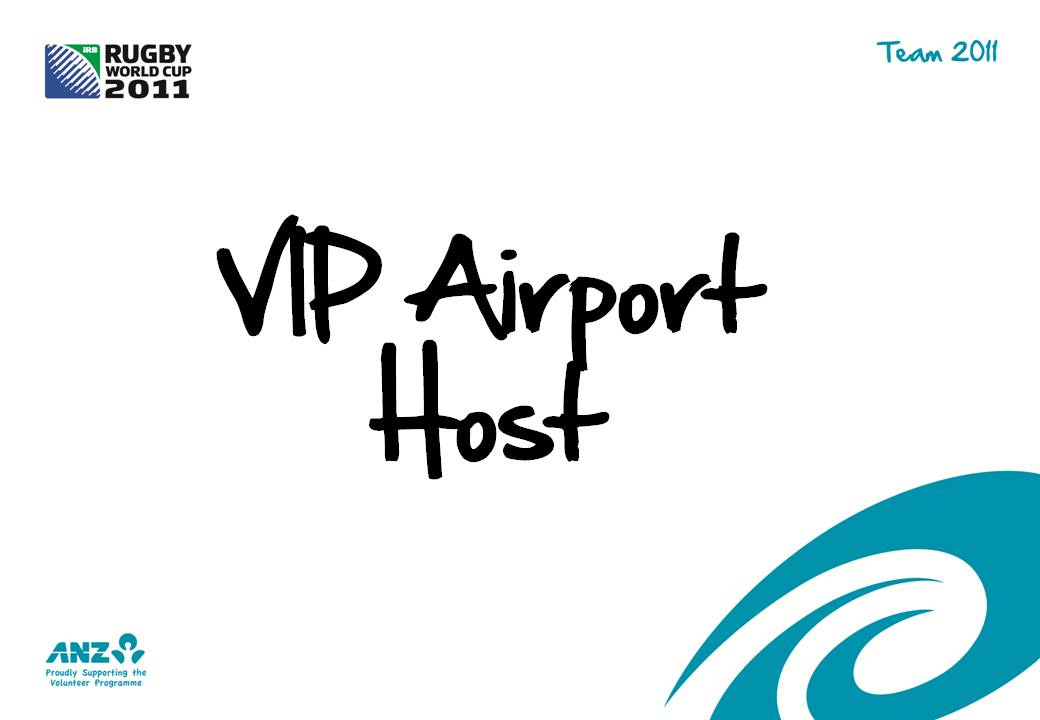 iRB
RUGBY
WORLD CUP
2011
Team 2011
VIP Airport
Host
ANZ
Proudly Supporting the
Volunteer Programme